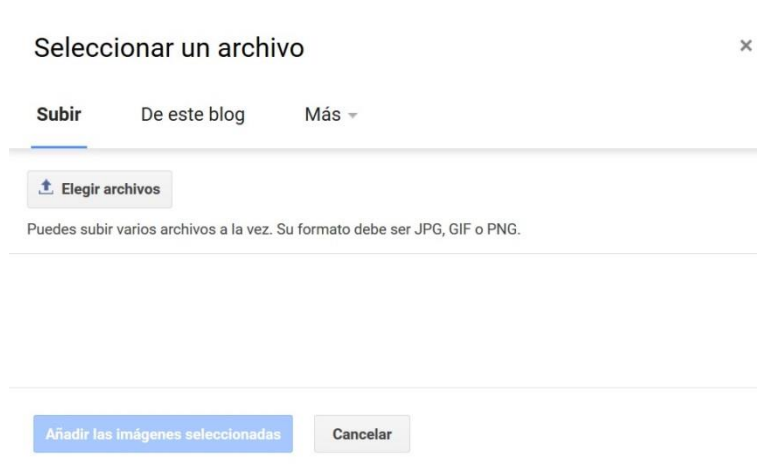 Seleccionar un archivo
Subir De este blog Más
Elegir archivos
Puedes subir varios archivos a la vez. Su formato debe ser JPG, GIF o PNG.
Añadir las imágenes seleccionadas Cancelar